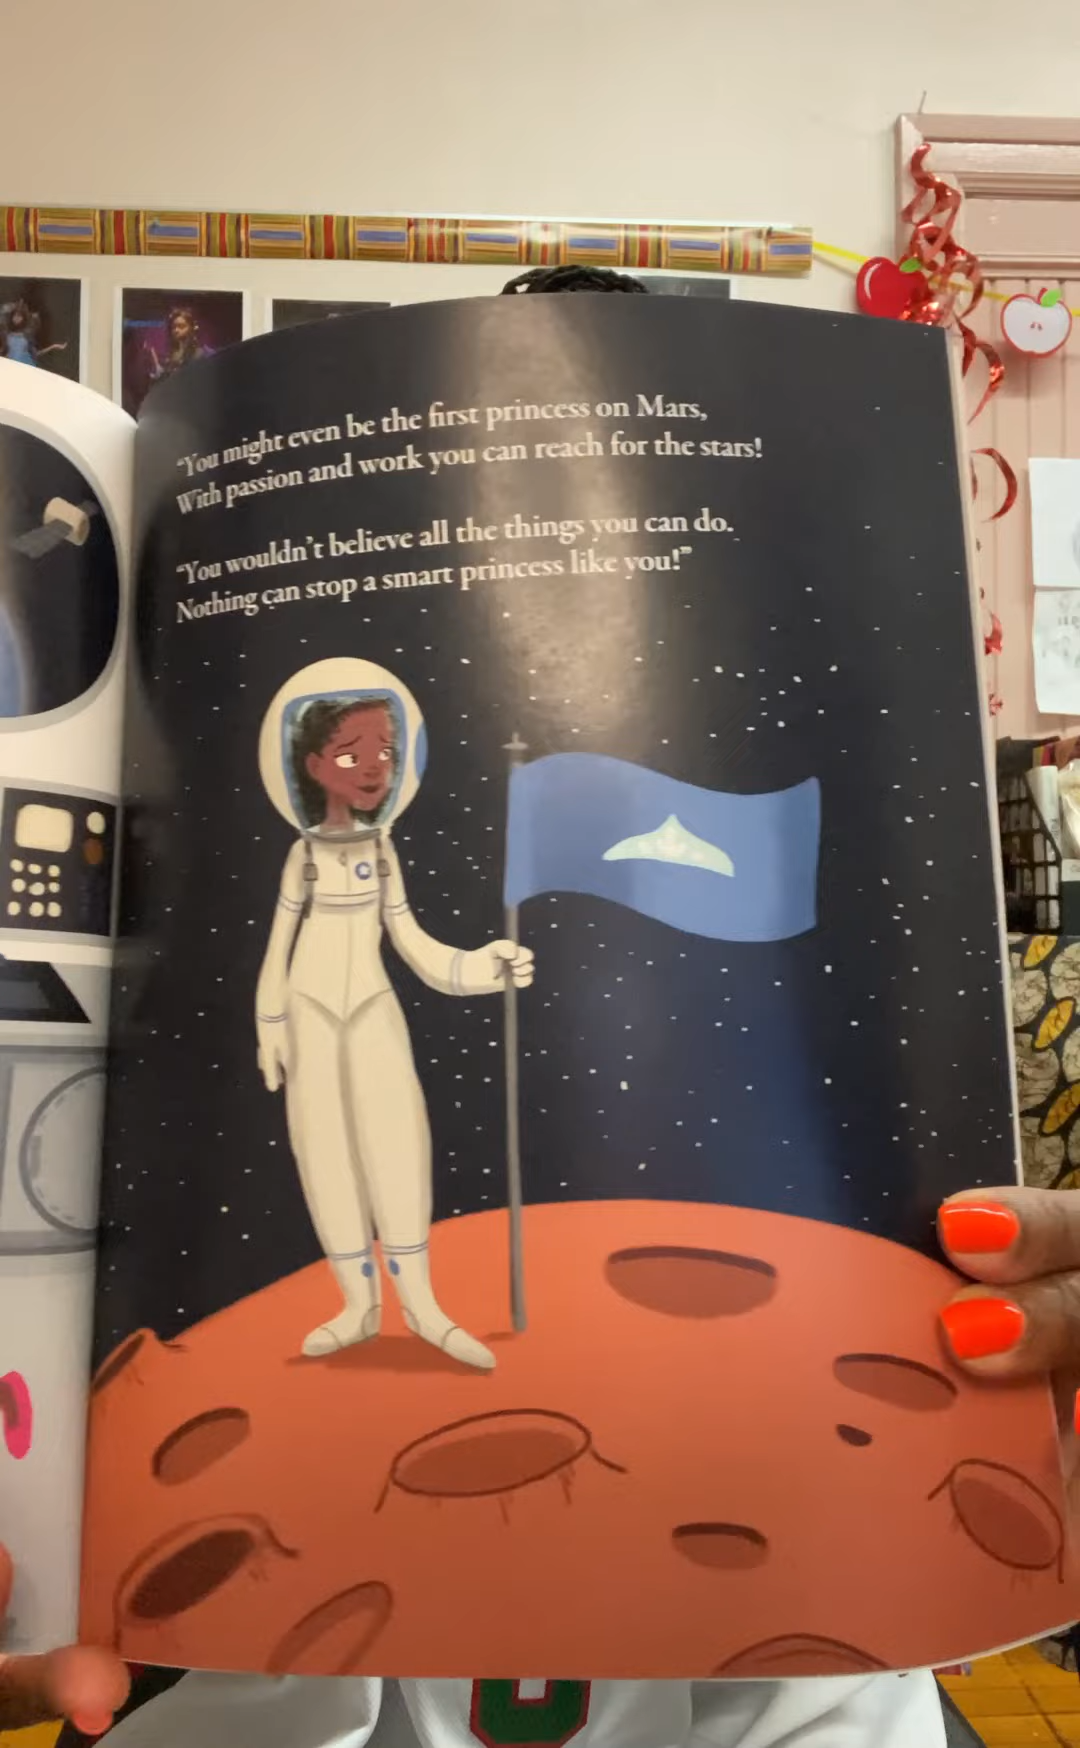 “You might even be the first princess on Mars,
With passion and work you can reach for the stars!
“You wouldn’t believe all the things you can do.
Nothing can stop a smart princess like you!”